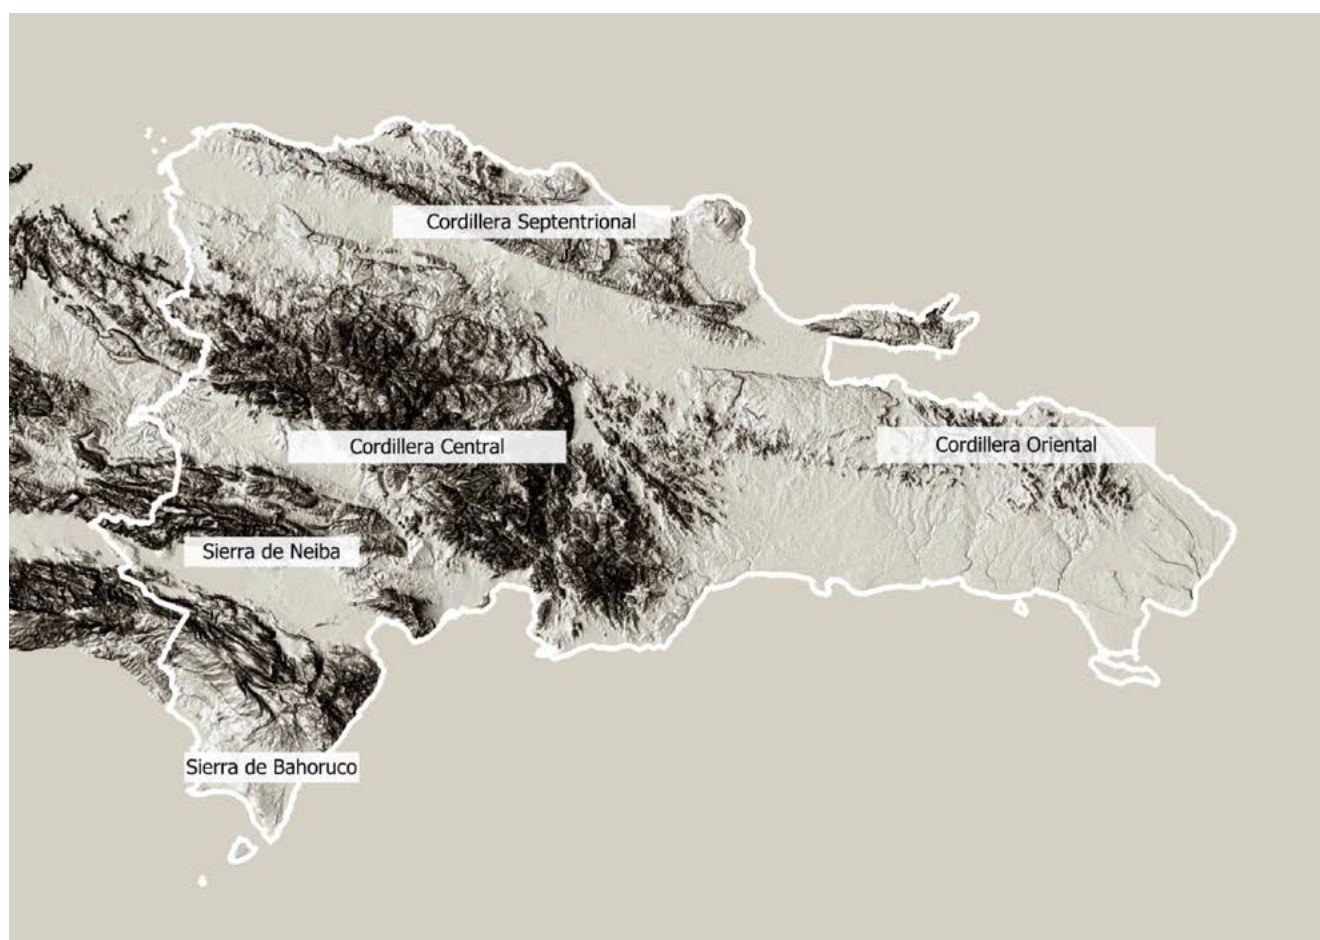 Cordillera Septentrional
Cordillera Central
Cordillera Oriental
Sierra de Neiba
Sierra de Bahoruco